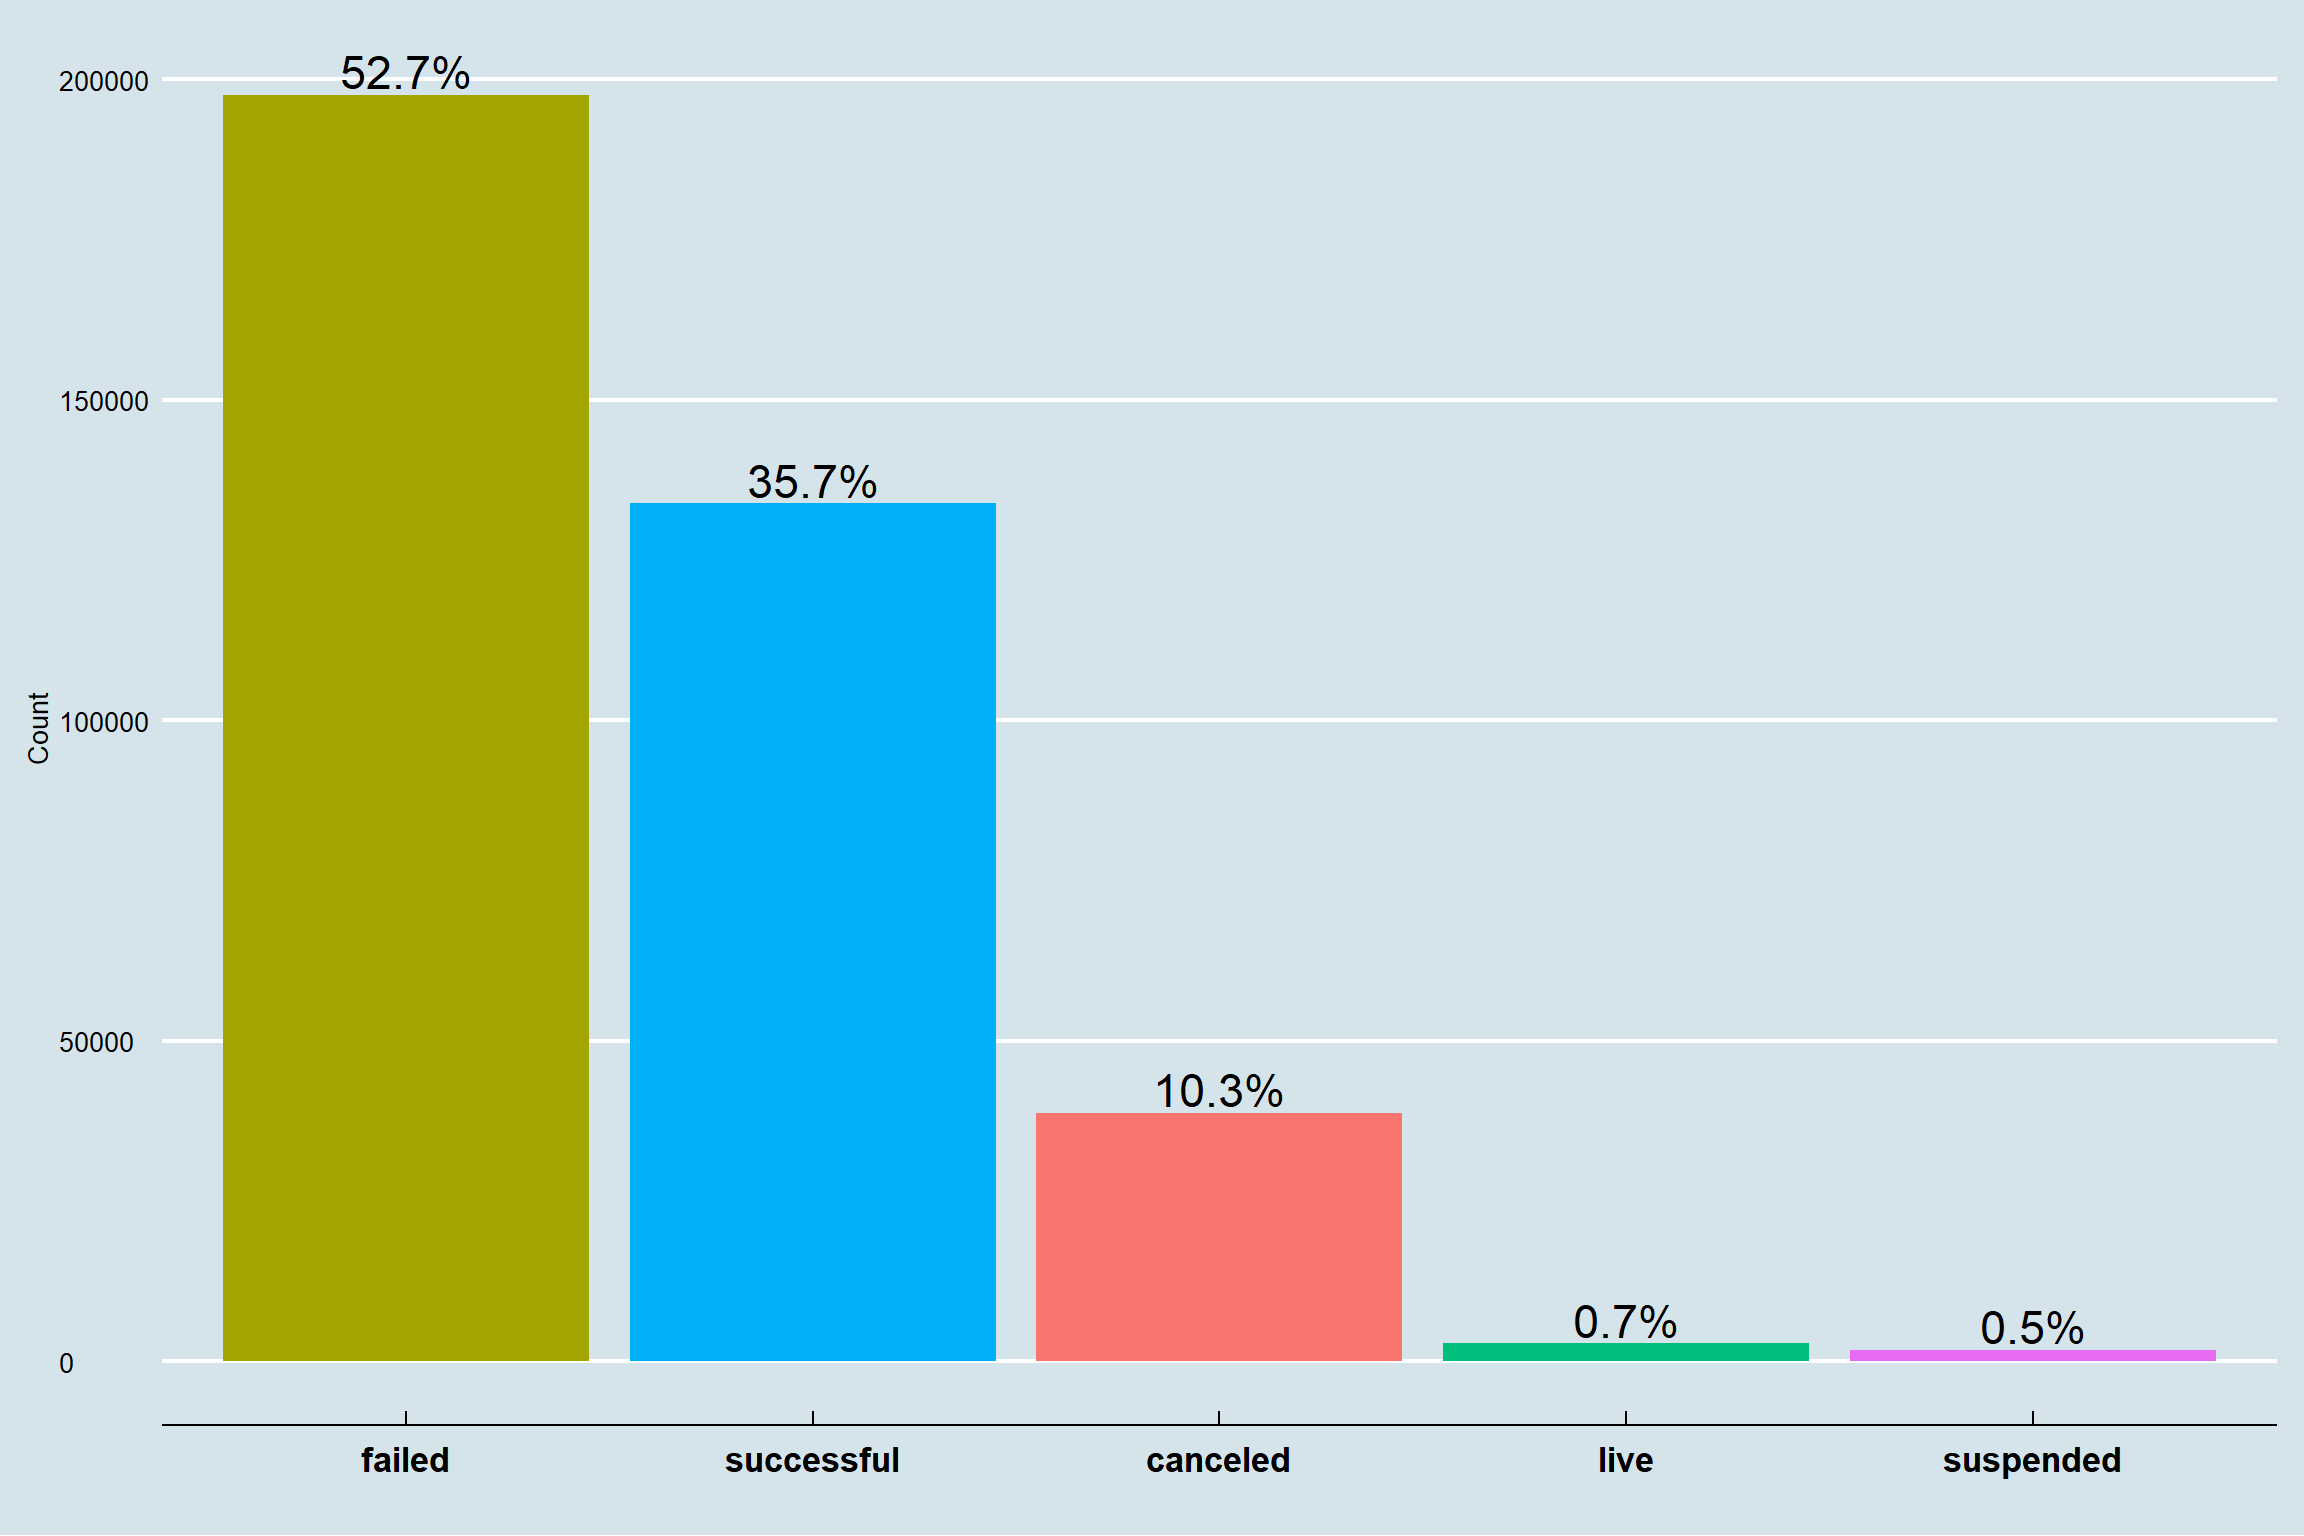 52.7%
200000
150000
35.7%
Count
100000
50000
10.3%
0.7%
0.5%
0
failed
successful
canceled
live
suspended